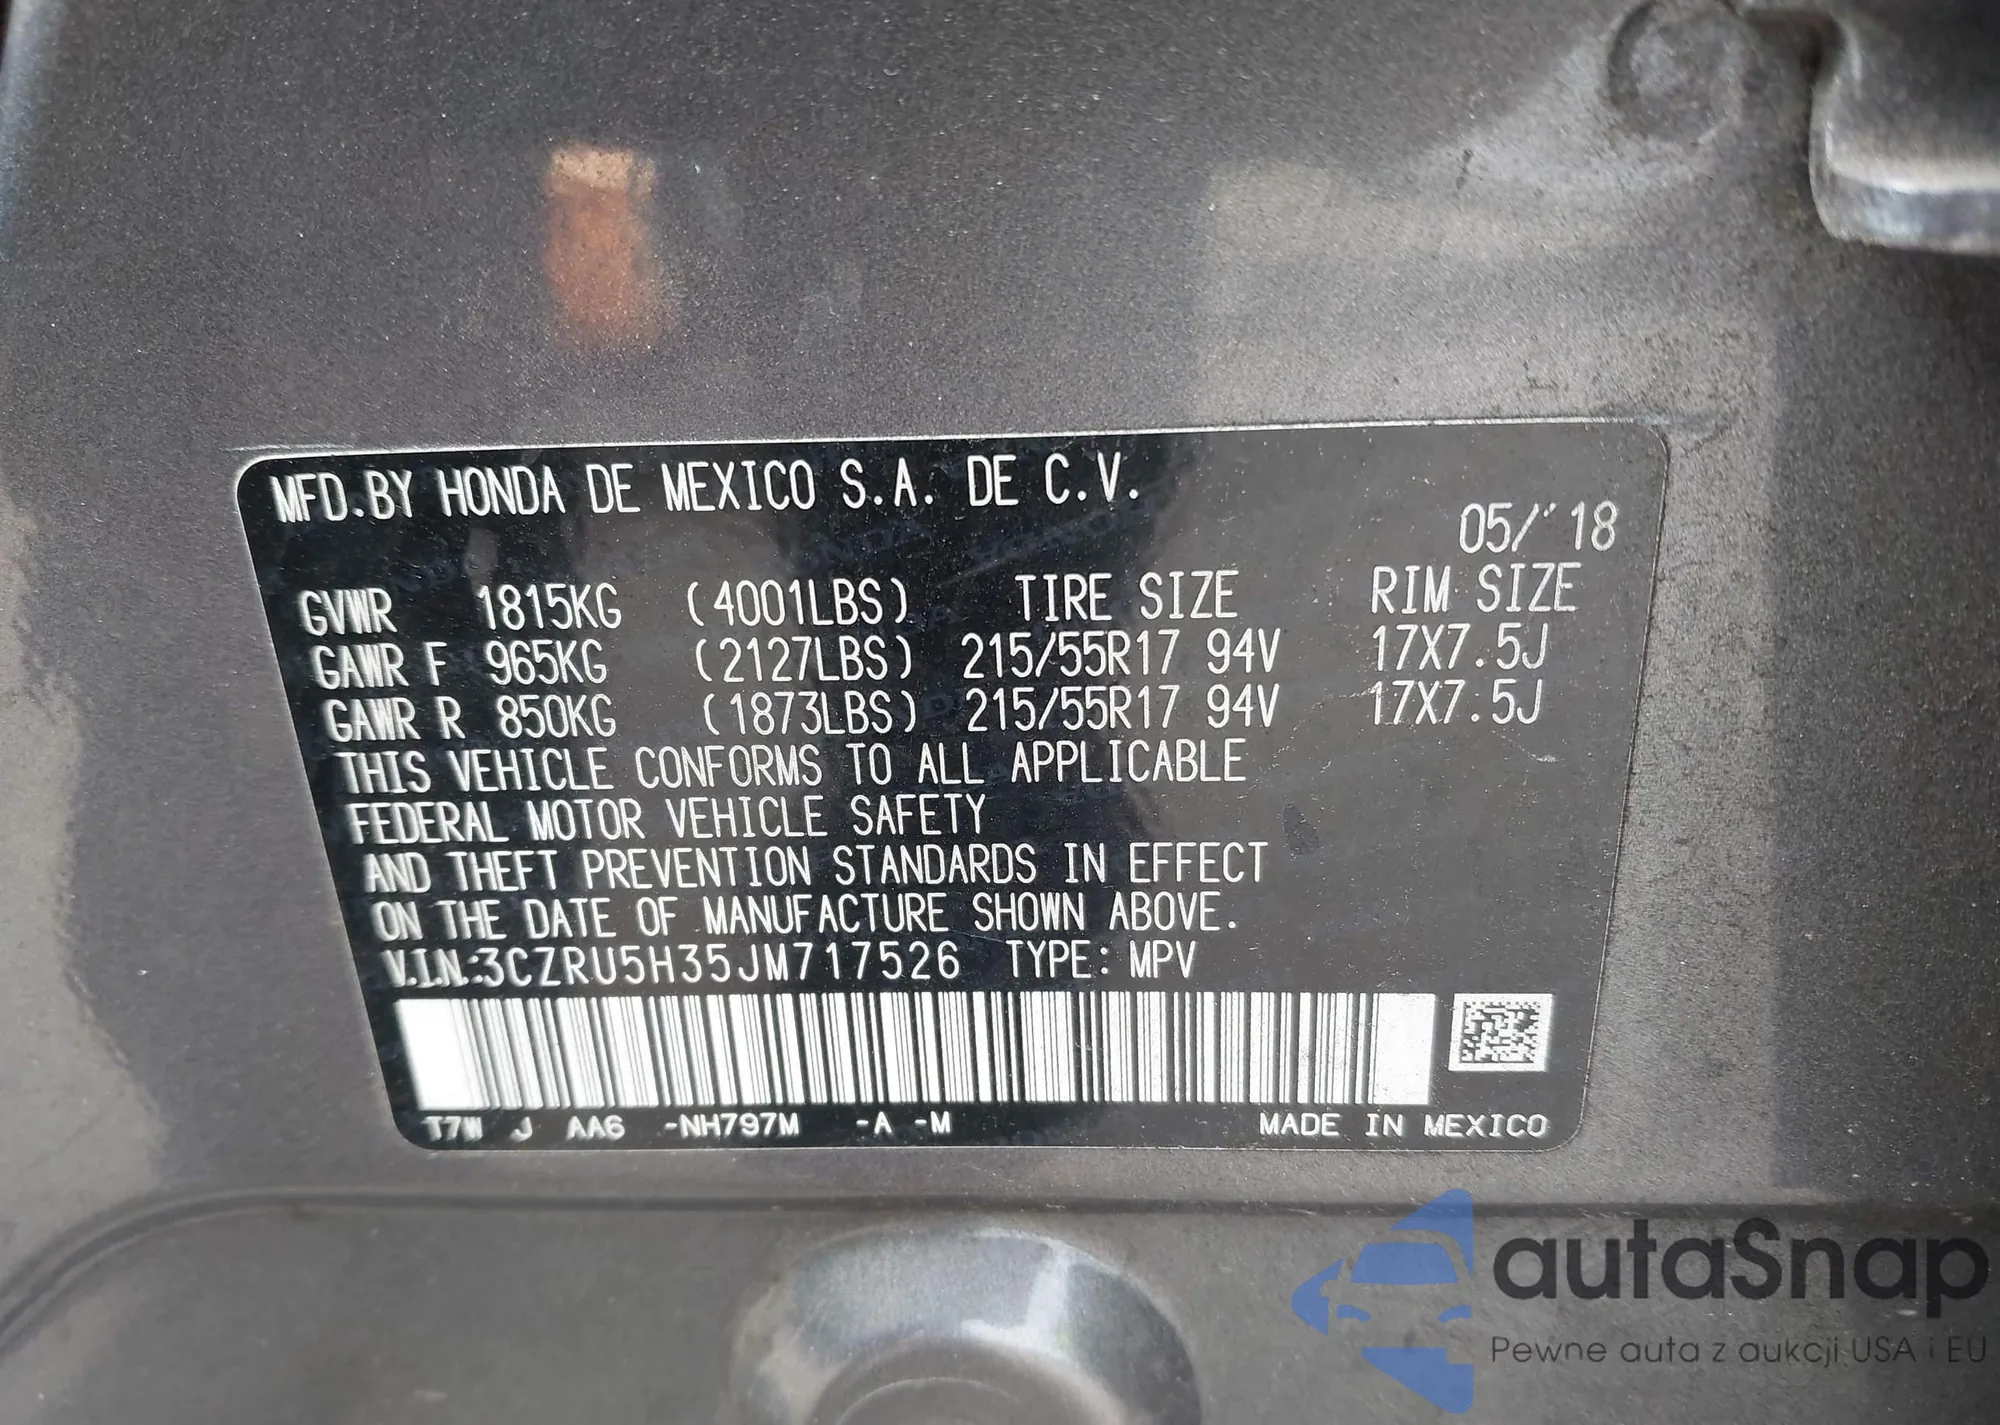 MFD.BY HONDA DE MEXICO S.A. DE C.V.
05/'18
GVWR 1815KG (4001LBS) TIRE SIZE RIM SIZE
GAWR F 965KG (2127LBS) 215/55R17 94V 17X7.5J
GAWR R 850KG (1873LBS) 215/55R17 94V 17X7.5J
THIS VEHICLE CONFORMS TO ALL APPLICABLE
FEDERAL MOTOR VEHICLE SAFETY
AND THEFT PREVENTION STANDARDS IN EFFECT
ON THE DATE OF MANUFACTURE SHOWN ABOVE.
V.I.N.:3CZRU5H35JM717526 TYPE: MPV
T7W J AA6 -NH797M -A -M MADE IN MEXICO
autaSnap
Pewne auta z aukcji USA i EU